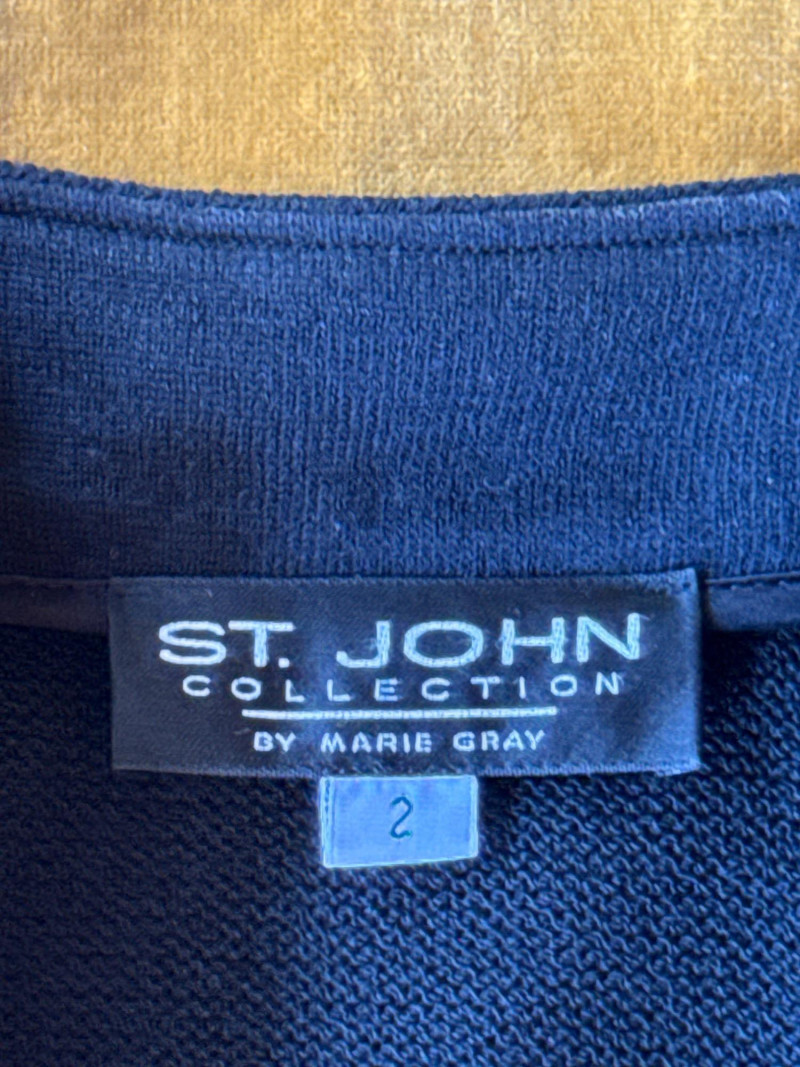 ST. JOHN
COLLECTION
BY MARIE GRAY
2